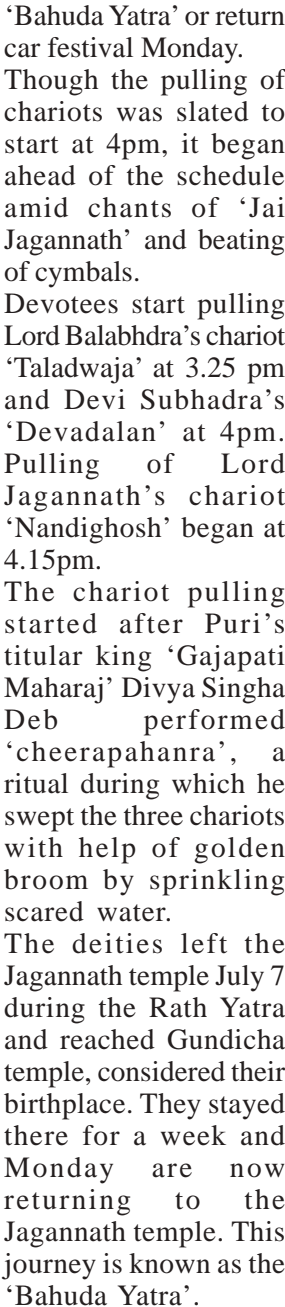 ‘Bahuda Yatra’ or return
car festival Monday.
Though the pulling of
chariots was slated to
start at 4pm, it began
ahead of the schedule
amid chants of ‘Jai
Jagannath’ and beating
of cymbals.
Devotees start pulling
Lord Balabhdra’s chariot
‘Taladwaja’ at 3.25 pm
and Devi Subhadra’s
‘Devadalan’ at 4pm.
Pulling of Lord
Jagannath’s chariot
‘Nandighosh’ began at
4.15pm.
The chariot pulling
started after Puri’s
titular king ‘Gajapati
Maharaj’ Divya Singha
Deb performed
‘cheerapahanra’, a
ritual during which he
swept the three chariots
with help of golden
broom by sprinkling
scared water.
The deities left the
Jagannath temple July 7
during the Rath Yatra
and reached Gundicha
temple, considered their
birthplace. They stayed
there for a week and
Monday are now
returning to the
Jagannath temple. This
journey is known as the
‘Bahuda Yatra’.